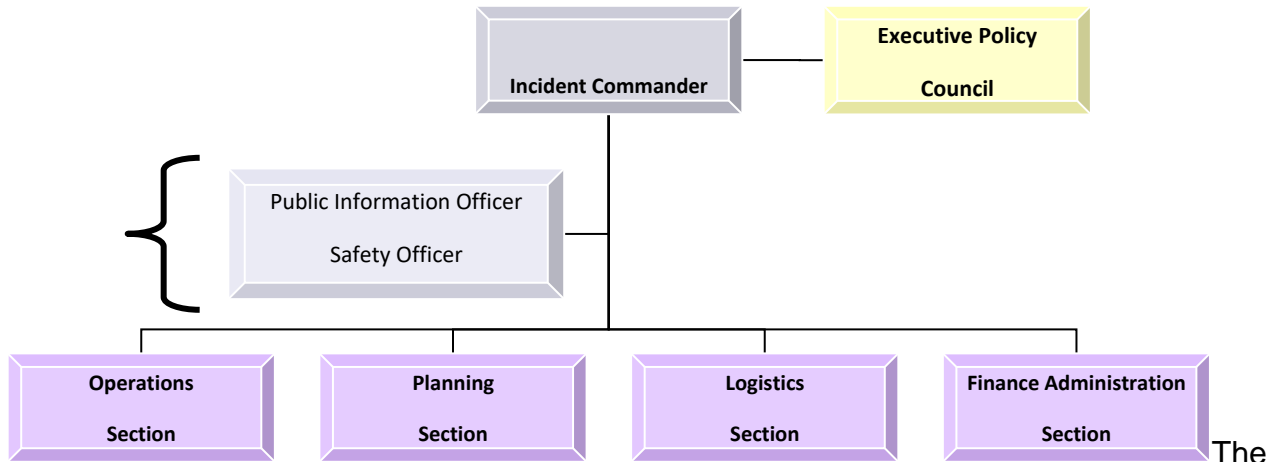 Incident Commander
Executive Policy
Council
Public Information Officer
Safety Officer
Operations
Section
Planning
Section
Logistics
Section
Finance Administration
Section
The